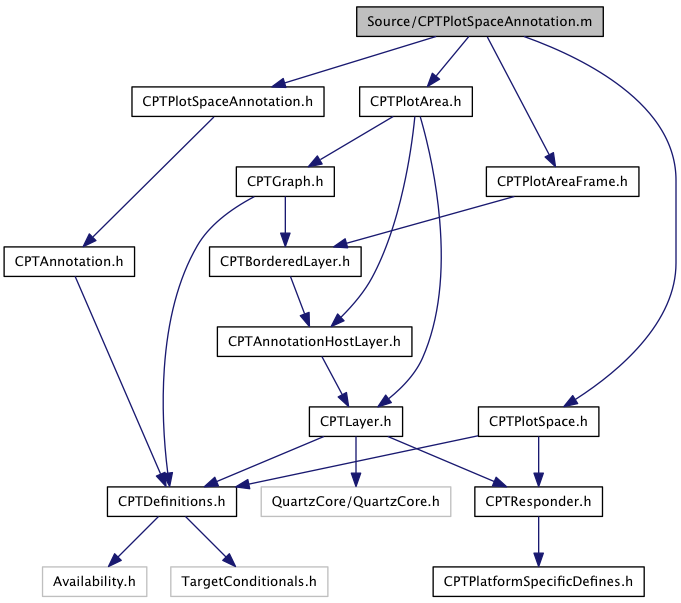 Source/CPTPlotSpaceAnnotation.m
CPTPlotSpaceAnnotation.h
CPTPlotArea.h
CPTGraph.h
CPTPlotAreaFrame.h
CPTAnnotation.h
CPTBorderedLayer.h
CPTAnnotationHostLayer.h
CPTLayer.h
CPTPlotSpace.h
CPTDefinitions.h
QuartzCore/QuartzCore.h
CPTResponder.h
Availability.h
TargetConditionals.h
CPTPlatformSpecificDefines.h